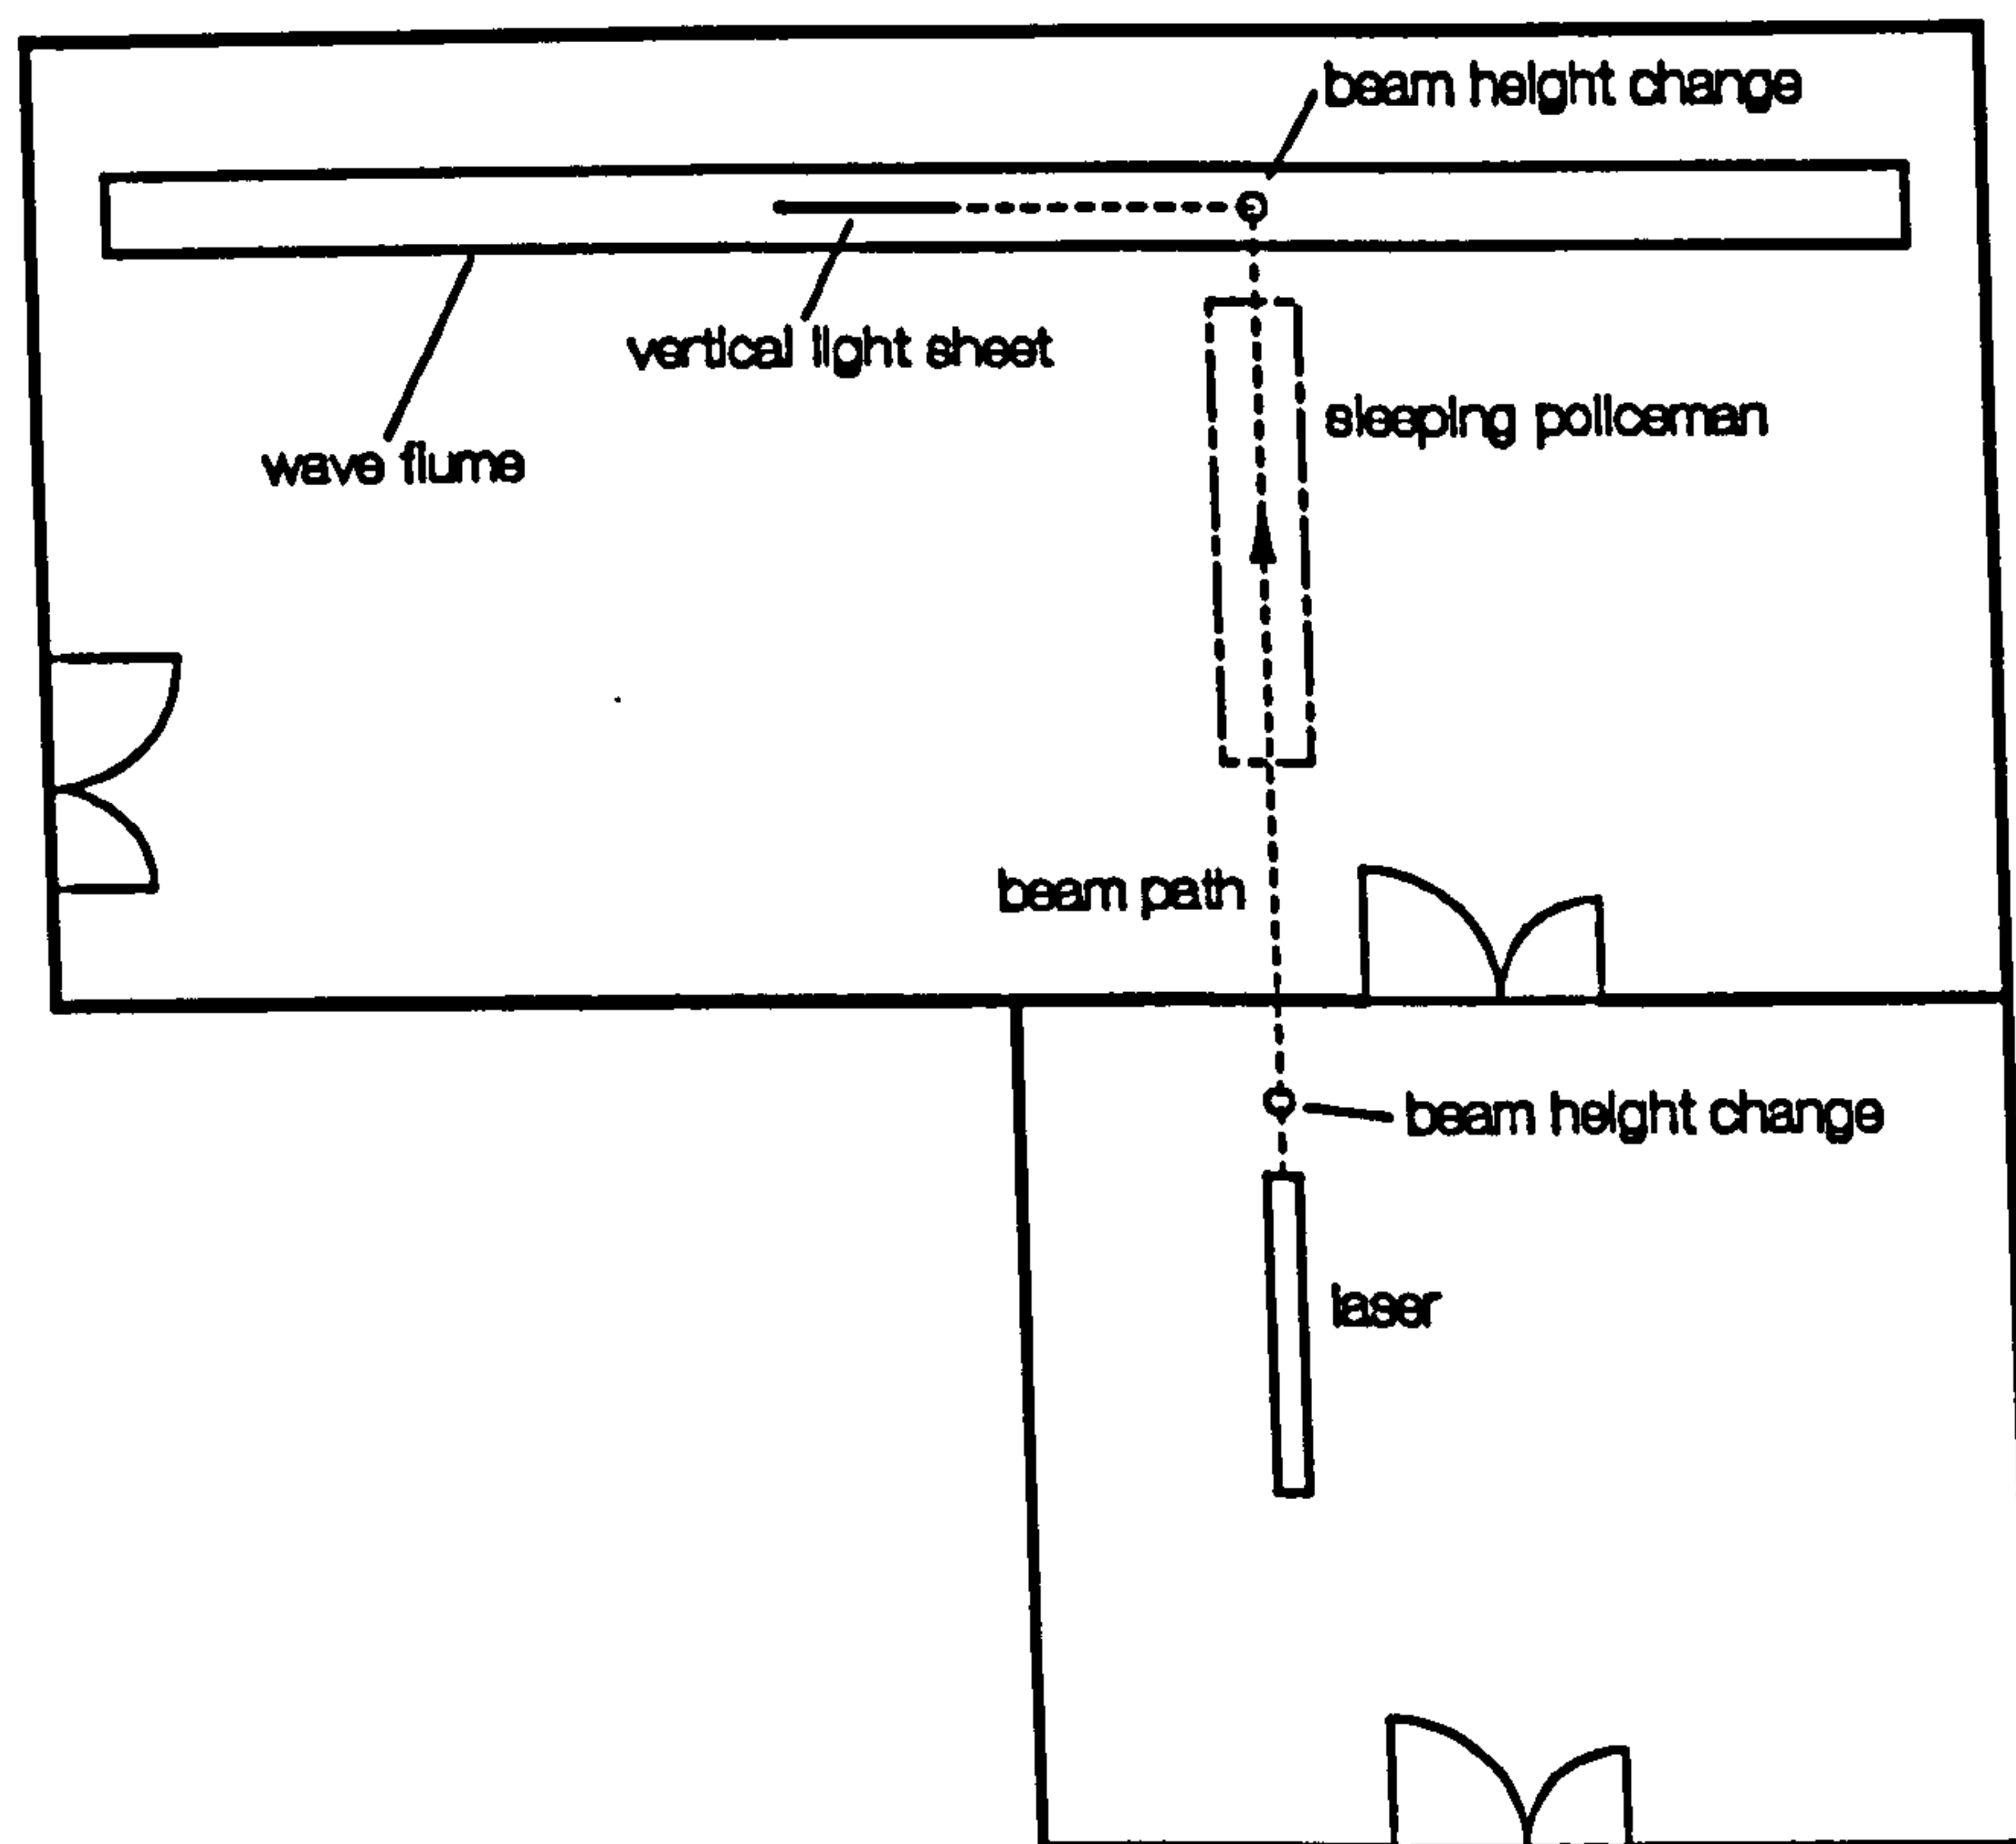 beam height change
vertical light sheet
sleeping policeman
wave flume
beam path
beam height change
laser